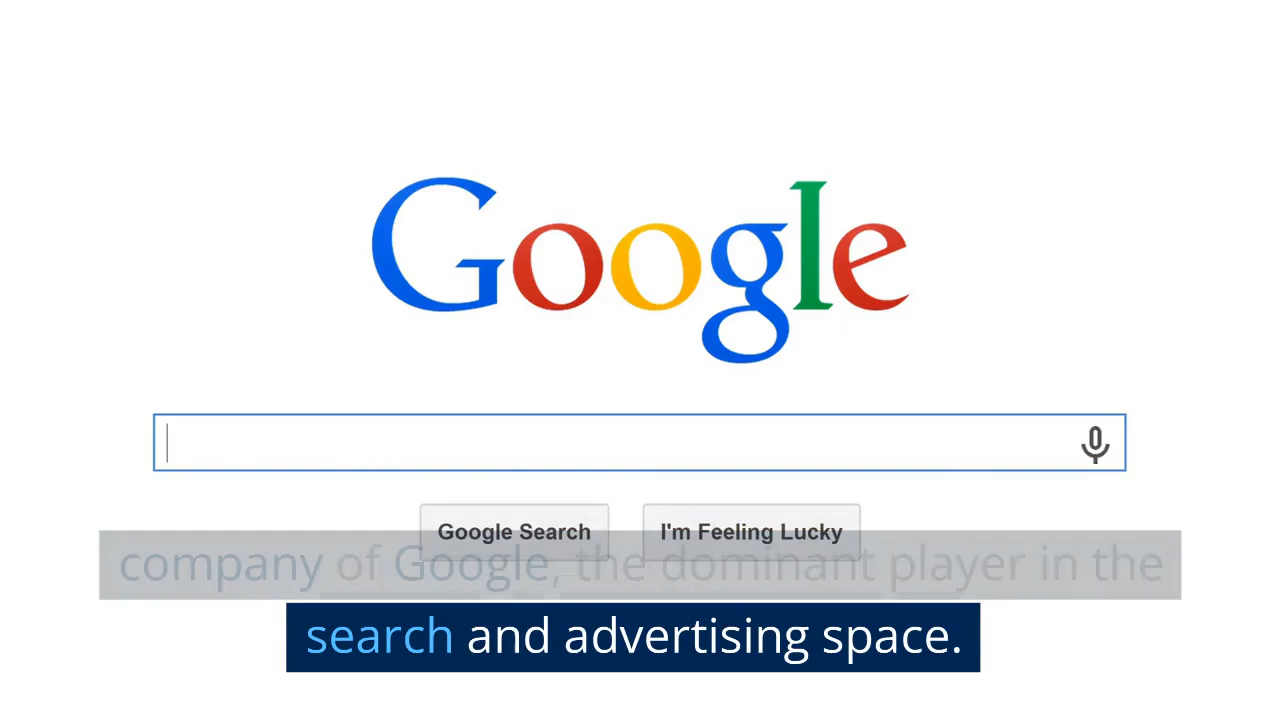 Google
Google Search
I'm Feeling Lucky
company of Google, the dominant player in the
search and advertising space.